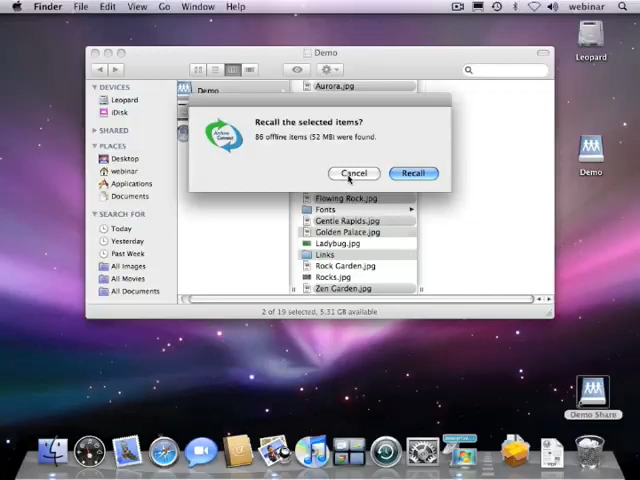 Finder File Edit View Go Window Help webinar
Leopard
Demo
DEVICES
Leopard
iDisk
SHARED
PLACES
Desktop
webinar
Applications
Documents
SEARCH FOR
Today
Yesterday
Past Week
All Images
All Movies
All Documents
Demo
Aurora.jpg
Archive
Connect
Recall the selected items?
86 offline items (52 MB) were found.
Cancel
Recall
Flowing Rock.jpg
Fonts
Gentle Rapids.jpg
Golden Palace.jpg
Ladybug.jpg
Links
Rock Garden.jpg
Rocks.jpg
Zen Garden.jpg
2 of 19 selected, 5.31 GB available
Demo
Demo Share